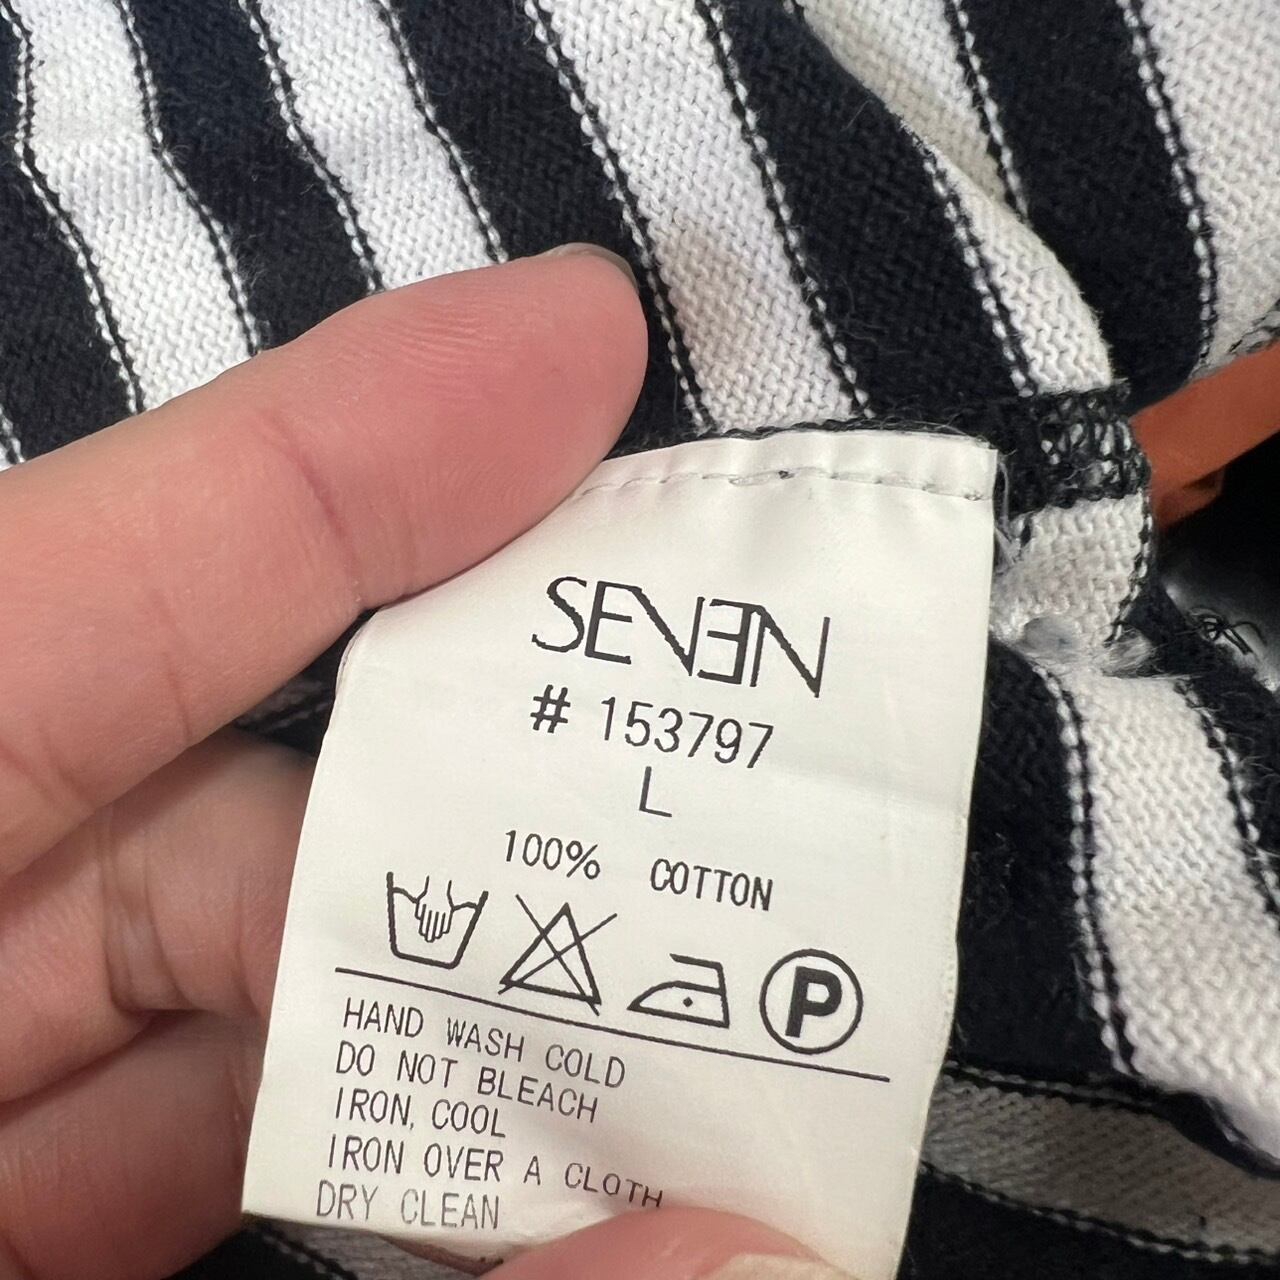 SEVEN
# 153797
L
100% COTTON
P
HAND WASH COLD
DO NOT BLEACH
IRON, COOL
IRON OVER A CLOTH
DRY CLEAN